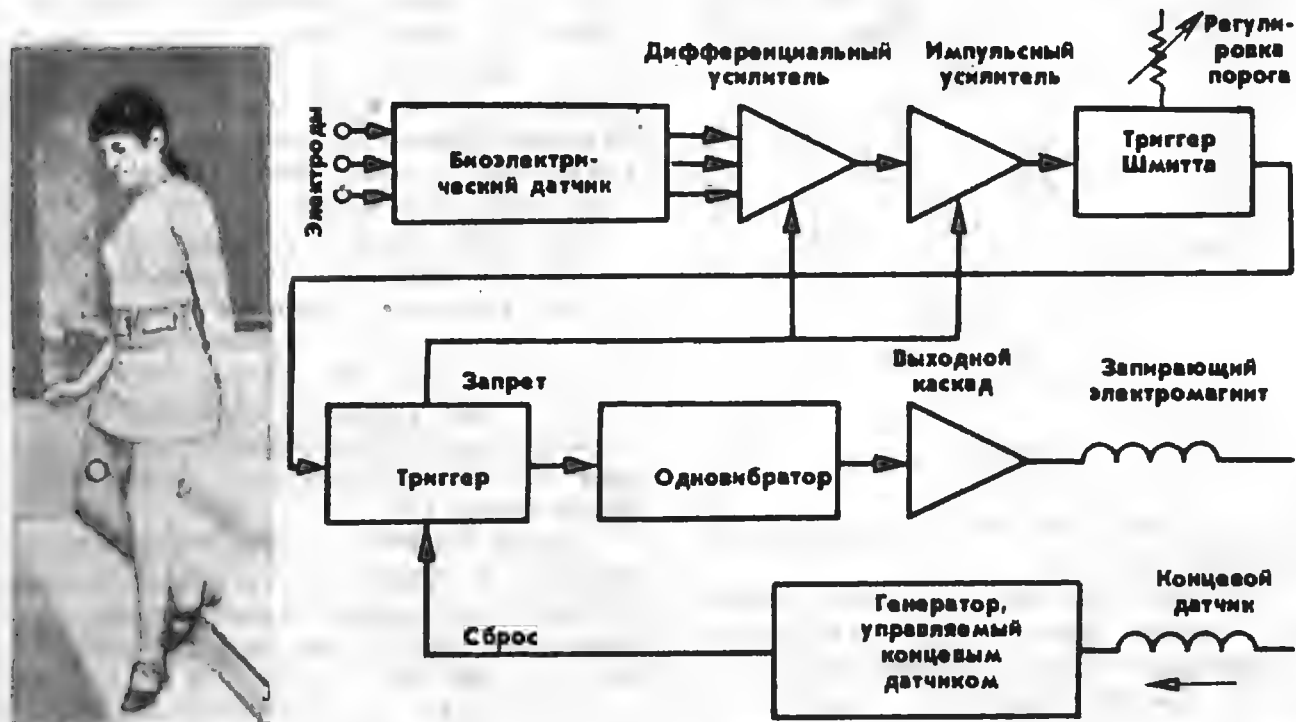 Дифференциальный
усилитель
Импульсный
усилитель
Регули-
ровка
порога
Электроды
Биоэлектри-
ческий датчик
Триггер
Шмитта
Запрет
Выходной
каскад
Запирающий
электромагнит
Триггер
Одновибратор
Сброс
Генератор,
управляемый
концевым
датчиком
Концевой
датчик